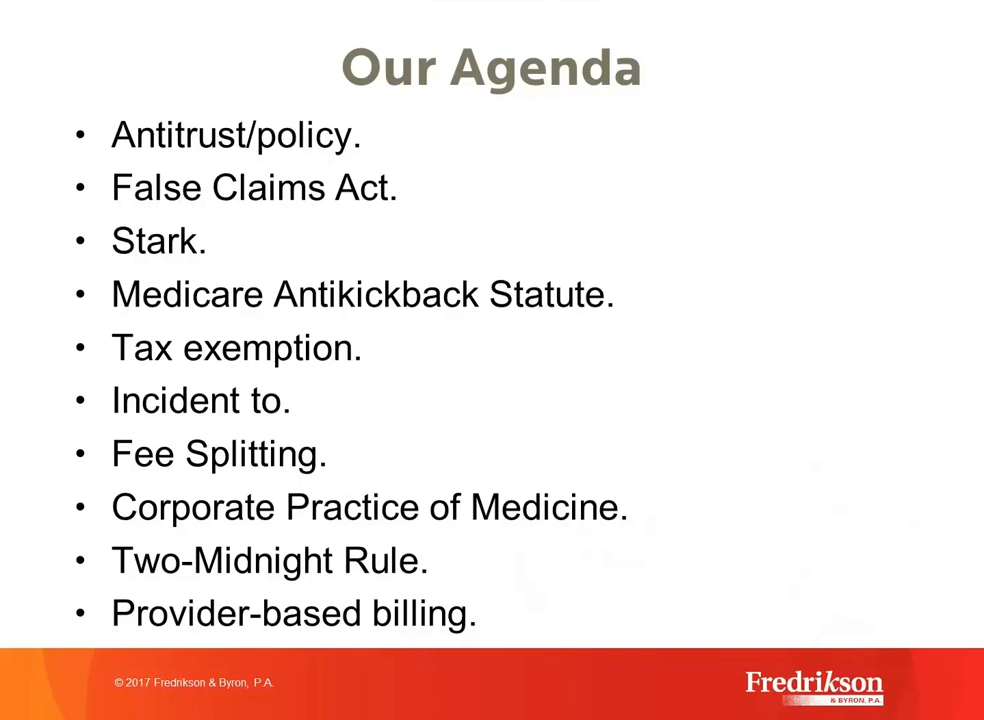 Our Agenda
• Antitrust/policy.
• False Claims Act.
• Stark.
• Medicare Antikickback Statute.
• Tax exemption.
• Incident to.
• Fee Splitting.
• Corporate Practice of Medicine.
• Two-Midnight Rule.
• Provider-based billing.
© 2017 Fredrikson & Byron, P.A.
Fredrikson
& BYRON, P.A.